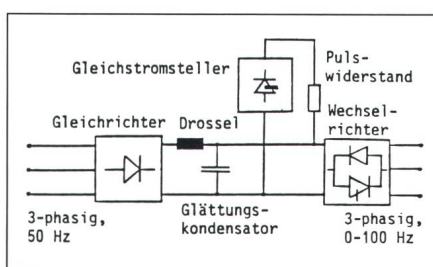 Gleichstromsteller
Puls-
widerstand
Gleichrichter
Drossel
Wechsel-
richter
3-phasig,
50 Hz
Glättungs-
kondensator
3-phasig,
0-100 Hz